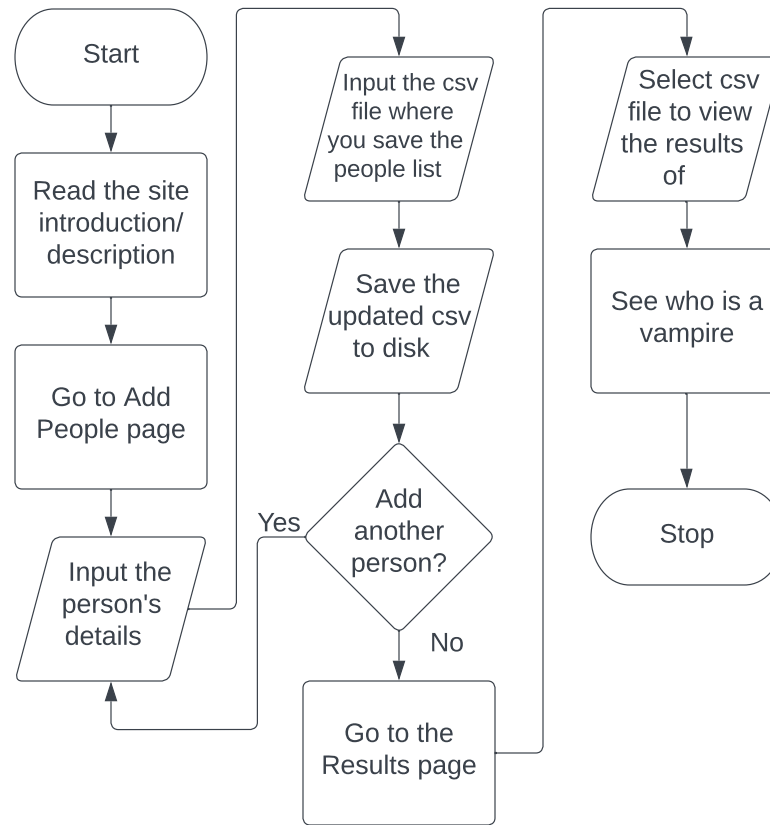 Start
Read the site
introduction/
description
Go to Add
People page
Input the
person's
details
Input the csv
file where
you save the
people list
Save the
updated csv
to disk
Add
another
person?
Yes
No
Go to the
Results page
Select csv
file to view
the results
of
See who is a
vampire
Stop